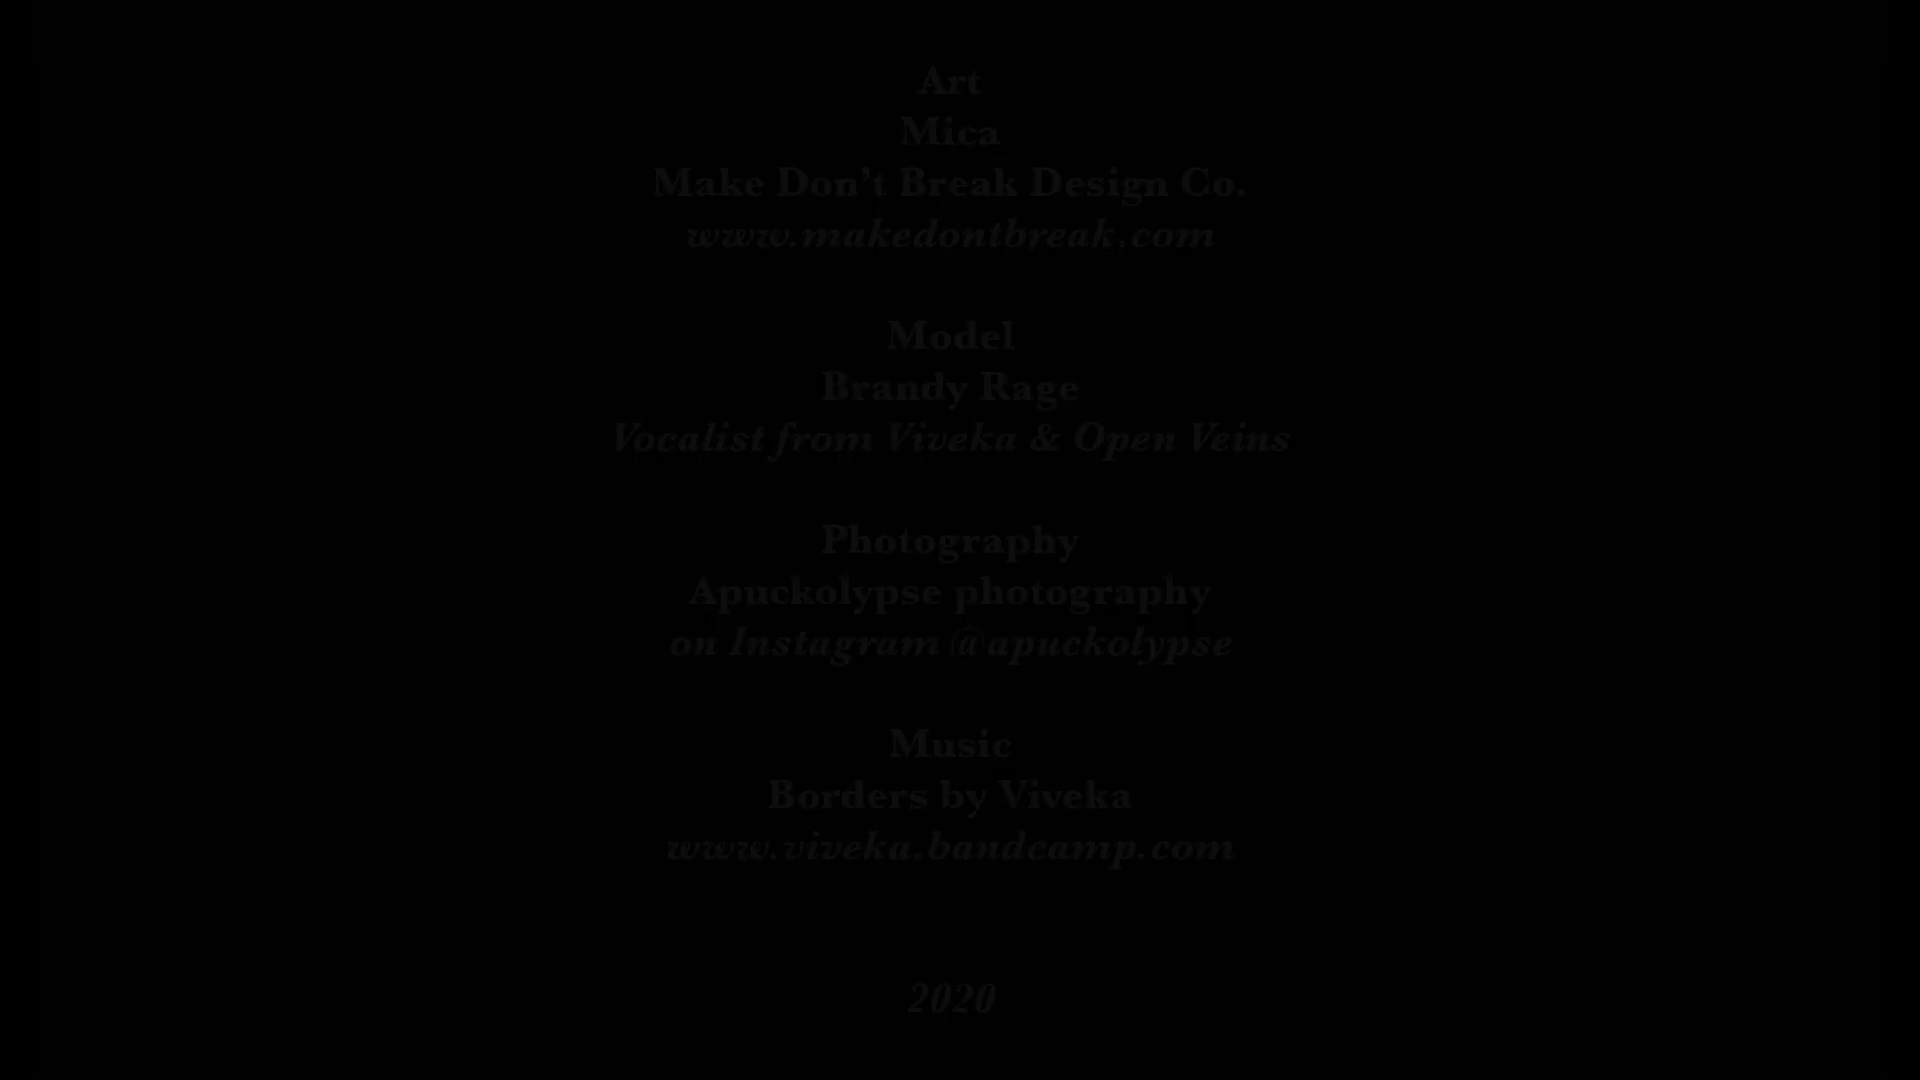 Art
Mica
Make Don't Break Design Co.
www.makedontbreak.com
Model
Brandy Rage
Vocalist from Viveka & Open Veins
Photography
Apuckolypse photography
on Instagram @apuckolypse
Music
Borders by Viveka
www.viveka.bandcamp.com
2020